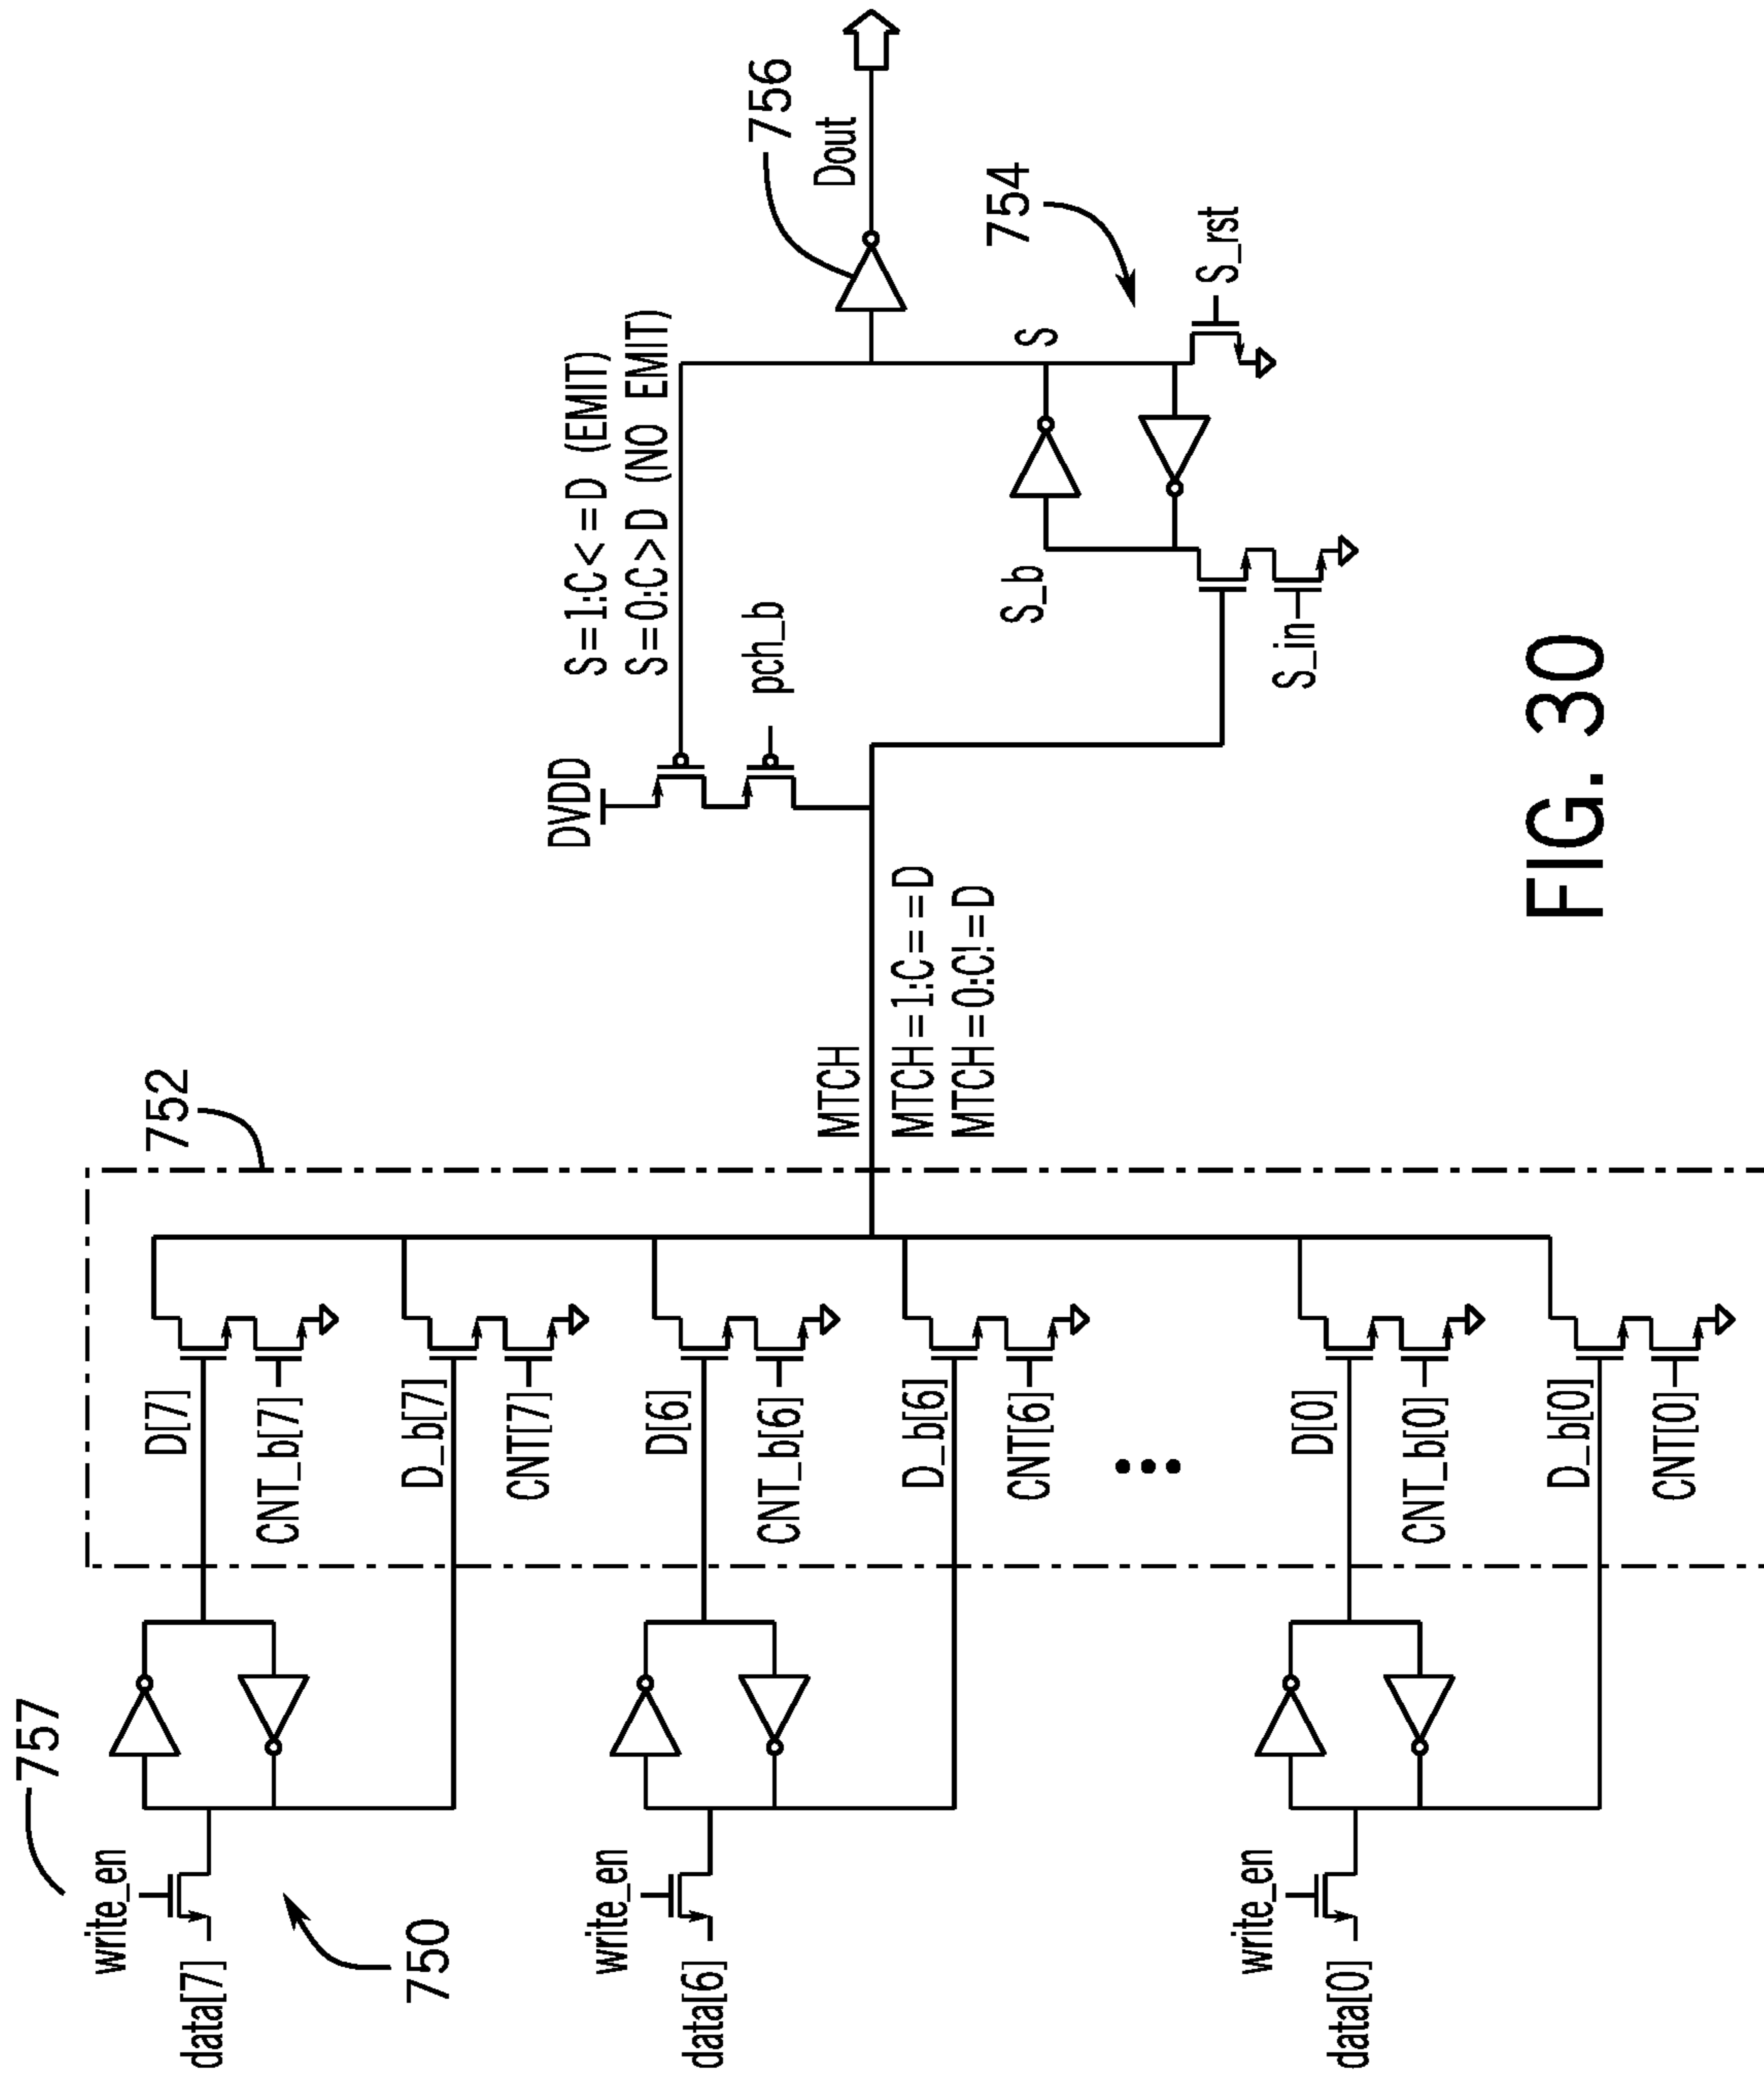 757
write_en
data[7]
750
D[7]
CNT_b[7]
D_b[7]
CNT[7]
752
write_en
data[6]
D[6]
CNT_b[6]
D_b[6]
CNT[6]
write_en
data[0]
D[0]
CNT_b[0]
D_b[0]
CNT[0]
MTCH
MTCH=1:C==D
MTCH=0:C!=D
DVDD
pch_b
S=1:C<=D (EMIT)
S=0:C>D (NO EMIT)
S_b
S_in
S
S_rst
754
756
Dout
FIG. 30